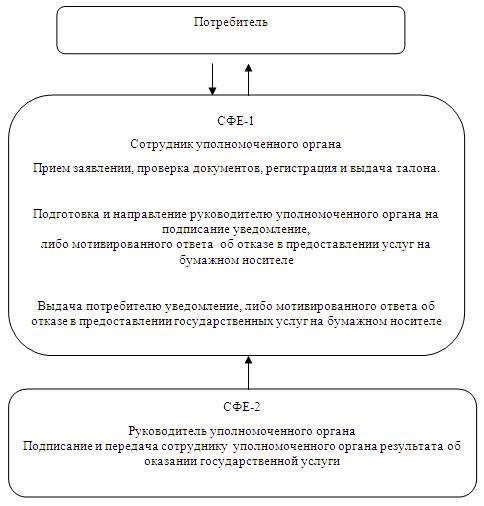 Потребитель
СФЕ-1
Сотрудник уполномоченного органа
Прием заявлении, проверка документов, регистрация и выдача талона.
Подготовка и направление руководителю уполномоченного органа на
подписание уведомление,
либо мотивированного ответа об отказе в предоставлении услуг на
бумажном носителе
Выдача потребителю уведомление, либо мотивированного ответа об
отказе в предоставлении государственных услуг на бумажном носителе
СФЕ-2
Руководитель уполномоченного органа
Подписание и передача сотруднику уполномоченного органа результата об
оказании государственной услуги